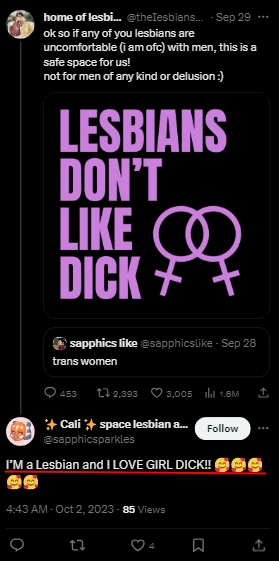 home of lesbi... @thelesbians... · Sep 29
ok so if any of you lesbians are
uncomfortable (i am ofc) with men, this is a
safe space for us!
not for men of any kind or delusion :)
LESBIANS
DON'T
LIKE
DICK
sapphics like @sapphicslike · Sep 28
trans women
453 2,393 3,005 1.6M
✨ Cali ✨ space lesbian a... Follow
@sapphicsparkles
I'M a Lesbian and I LOVE GIRL DICK!! 🥰🥰🥰
🥰🥰
4:43 AM · Oct 2, 2023 · 85 Views
4